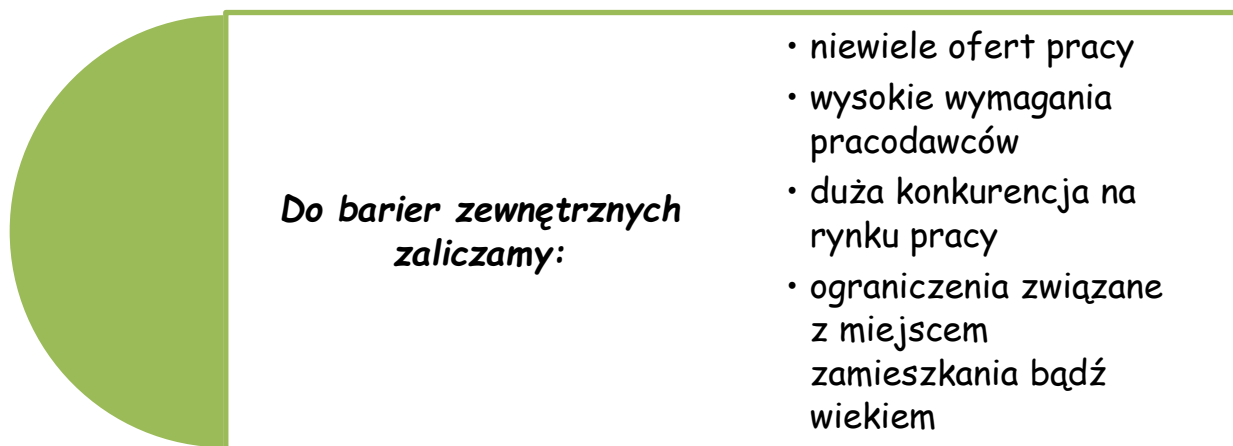 Do barier zewnętrznych
zaliczamy:
• niewiele ofert pracy
• wysokie wymagania
pracodawców
• duża konkurencja na
rynku pracy
• ograniczenia związane
z miejscem
zamieszkania bądź
wiekiem